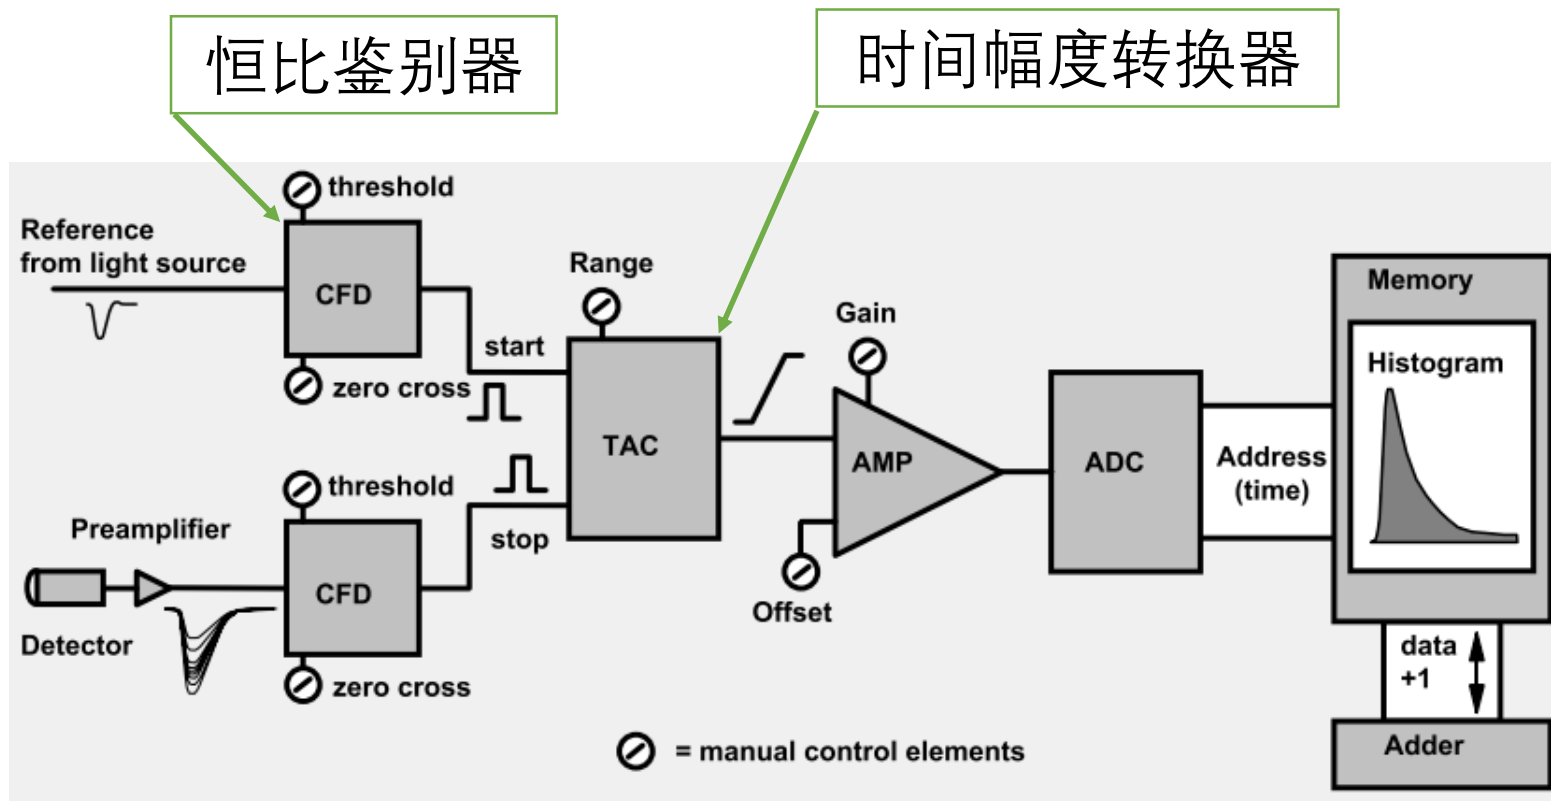 恒比鉴别器
时间幅度转换器
threshold
Reference
from light source
CFD
zero cross
Range
start
TAC
stop
Gain
AMP
Offset
ADC
Address
(time)
Memory
Histogram
threshold
Preamplifier
CFD
Detector
zero cross
data
+1
Adder
= manual control elements